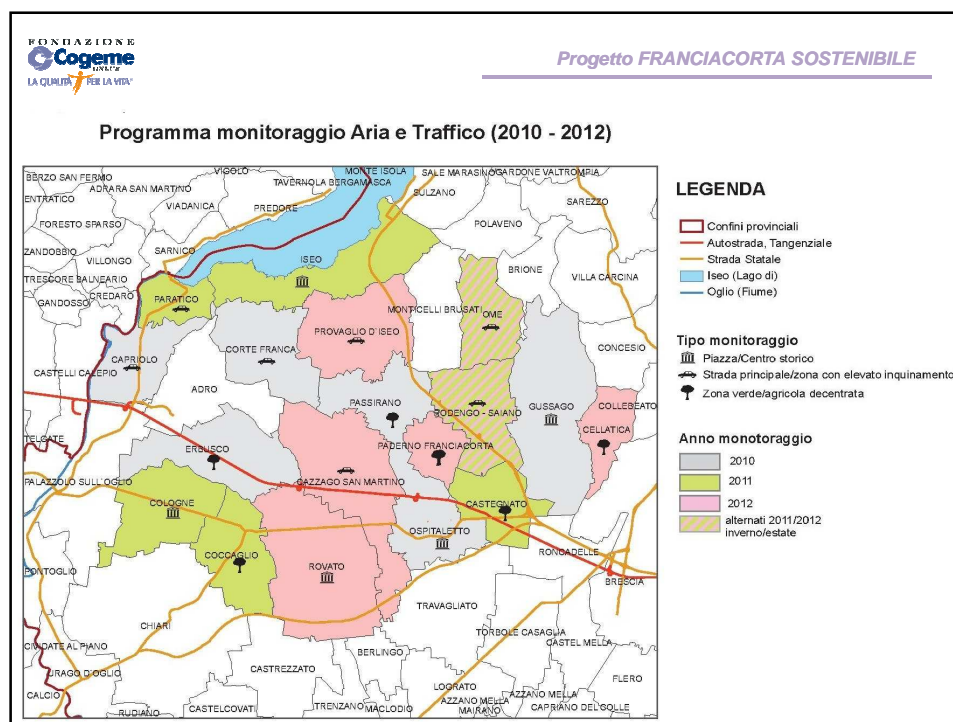 FONDAZIONE
Cogeme
LA QUALITÀ PER LA VITA
Progetto FRANCIACORTA SOSTENIBILE
Programma monitoraggio Aria e Traffico (2010 - 2012)
BERZO SAN FERMO
VIGOLO
MONTE ISOLA
SALE MARASINO
GARDONE VALTROMPIA
ENTRATICO
ADRARA SAN MARTINO
TAVERNOLA BERGAMASCA
SULZANO
SAREZZO
VIADANICA
PREDORE
FORESTO SPARSO
POLAVENO
ZANDOBBIO
VILLONGO
SARNICO
ISEO
BRIONE
TRESCORE BALNEARIO
VILLA CARCINA
CREDARO
GANDOSSO
PARATICO
MONTICELLI BRUSATI
OME
PROVAGLIO D'ISEO
CONCESIO
CAPRIOLO
CORTE FRANCA
CASTELLI CALEPIO
ADRO
PASSIRANO
GUSSAGO
COLLEBEATO
RODENGO - SAIANO
CELLATICA
TELGATE
ERBUSCO
PADERNO FRANCIACORTA
PALAZZOLO SULL'OGLIO
CAZZAGO SAN MARTINO
COLOGNE
CASTEGNATO
OSPITALETTO
COCCAGLIO
RONCADELLE
PONTOGLIO
ROVATO
BRESCIA
TRAVAGLIATO
CHIARI
TORBOLE CASAGLIA
CIVIDATE AL PIANO
CASTEL MELLA
BERLINGO
CASTREZZATO
URAGO D'OGLIO
LOGRATO
FLERO
CALCIO
AZZANO MELLA
RUDIANO
CASTELCOVATI
TRENZANO
MACLODIO
AZZANO MELLA
MAIRANO
CAPRIANO DEL COLLE
LEGENDA
Confini provinciali
Autostrada, Tangenziale
Strada Statale
Iseo (Lago di)
Oglio (Fiume)
Tipo monitoraggio
Piazza/Centro storico
Strada principale/zona con elevato inquinamento
Zona verde/agricola decentrata
Anno monotoraggio
2010
2011
2012
alternati 2011/2012
inverno/estate